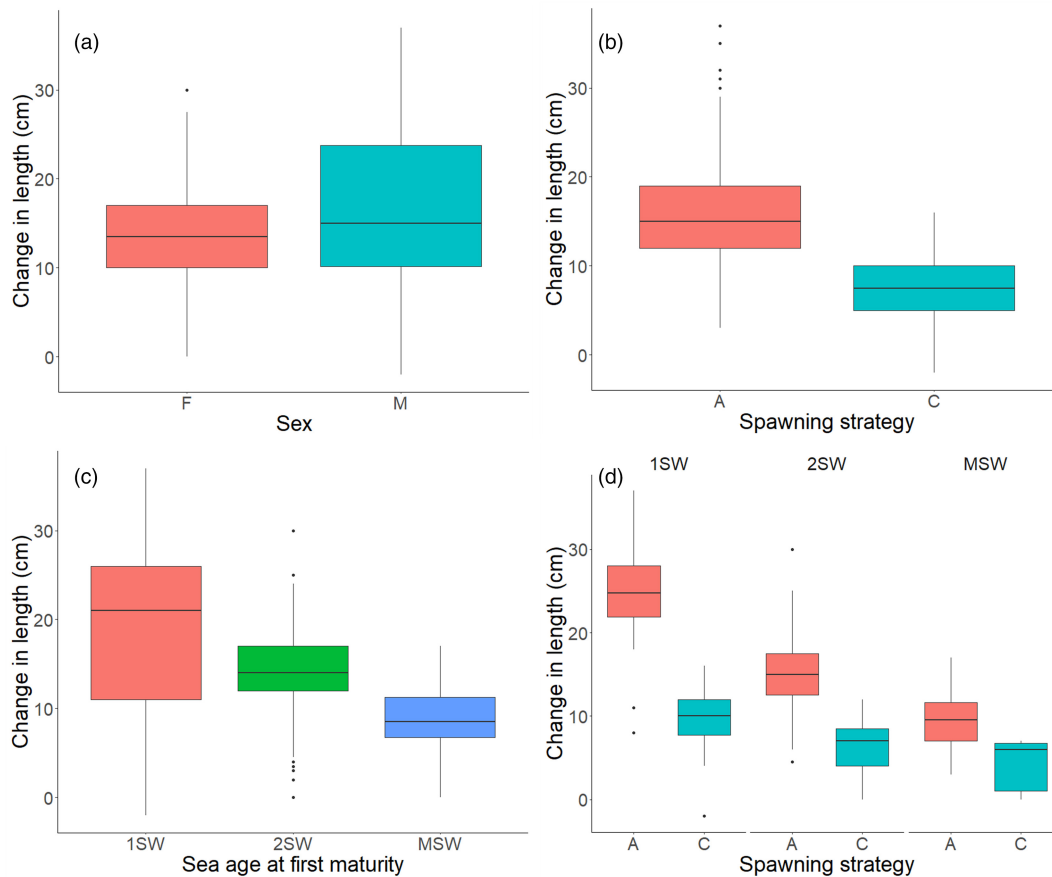 (a)
Change in length (cm)
30
20
10
0
F M
Sex
(b)
Change in length (cm)
30
20
10
0
A C
Spawning strategy
(c)
Change in length (cm)
30
20
10
0
1SW 2SW MSW
Sea age at first maturity
(d)
1SW 2SW MSW
Change in length (cm)
30
20
10
0
A C A C A C
Spawning strategy